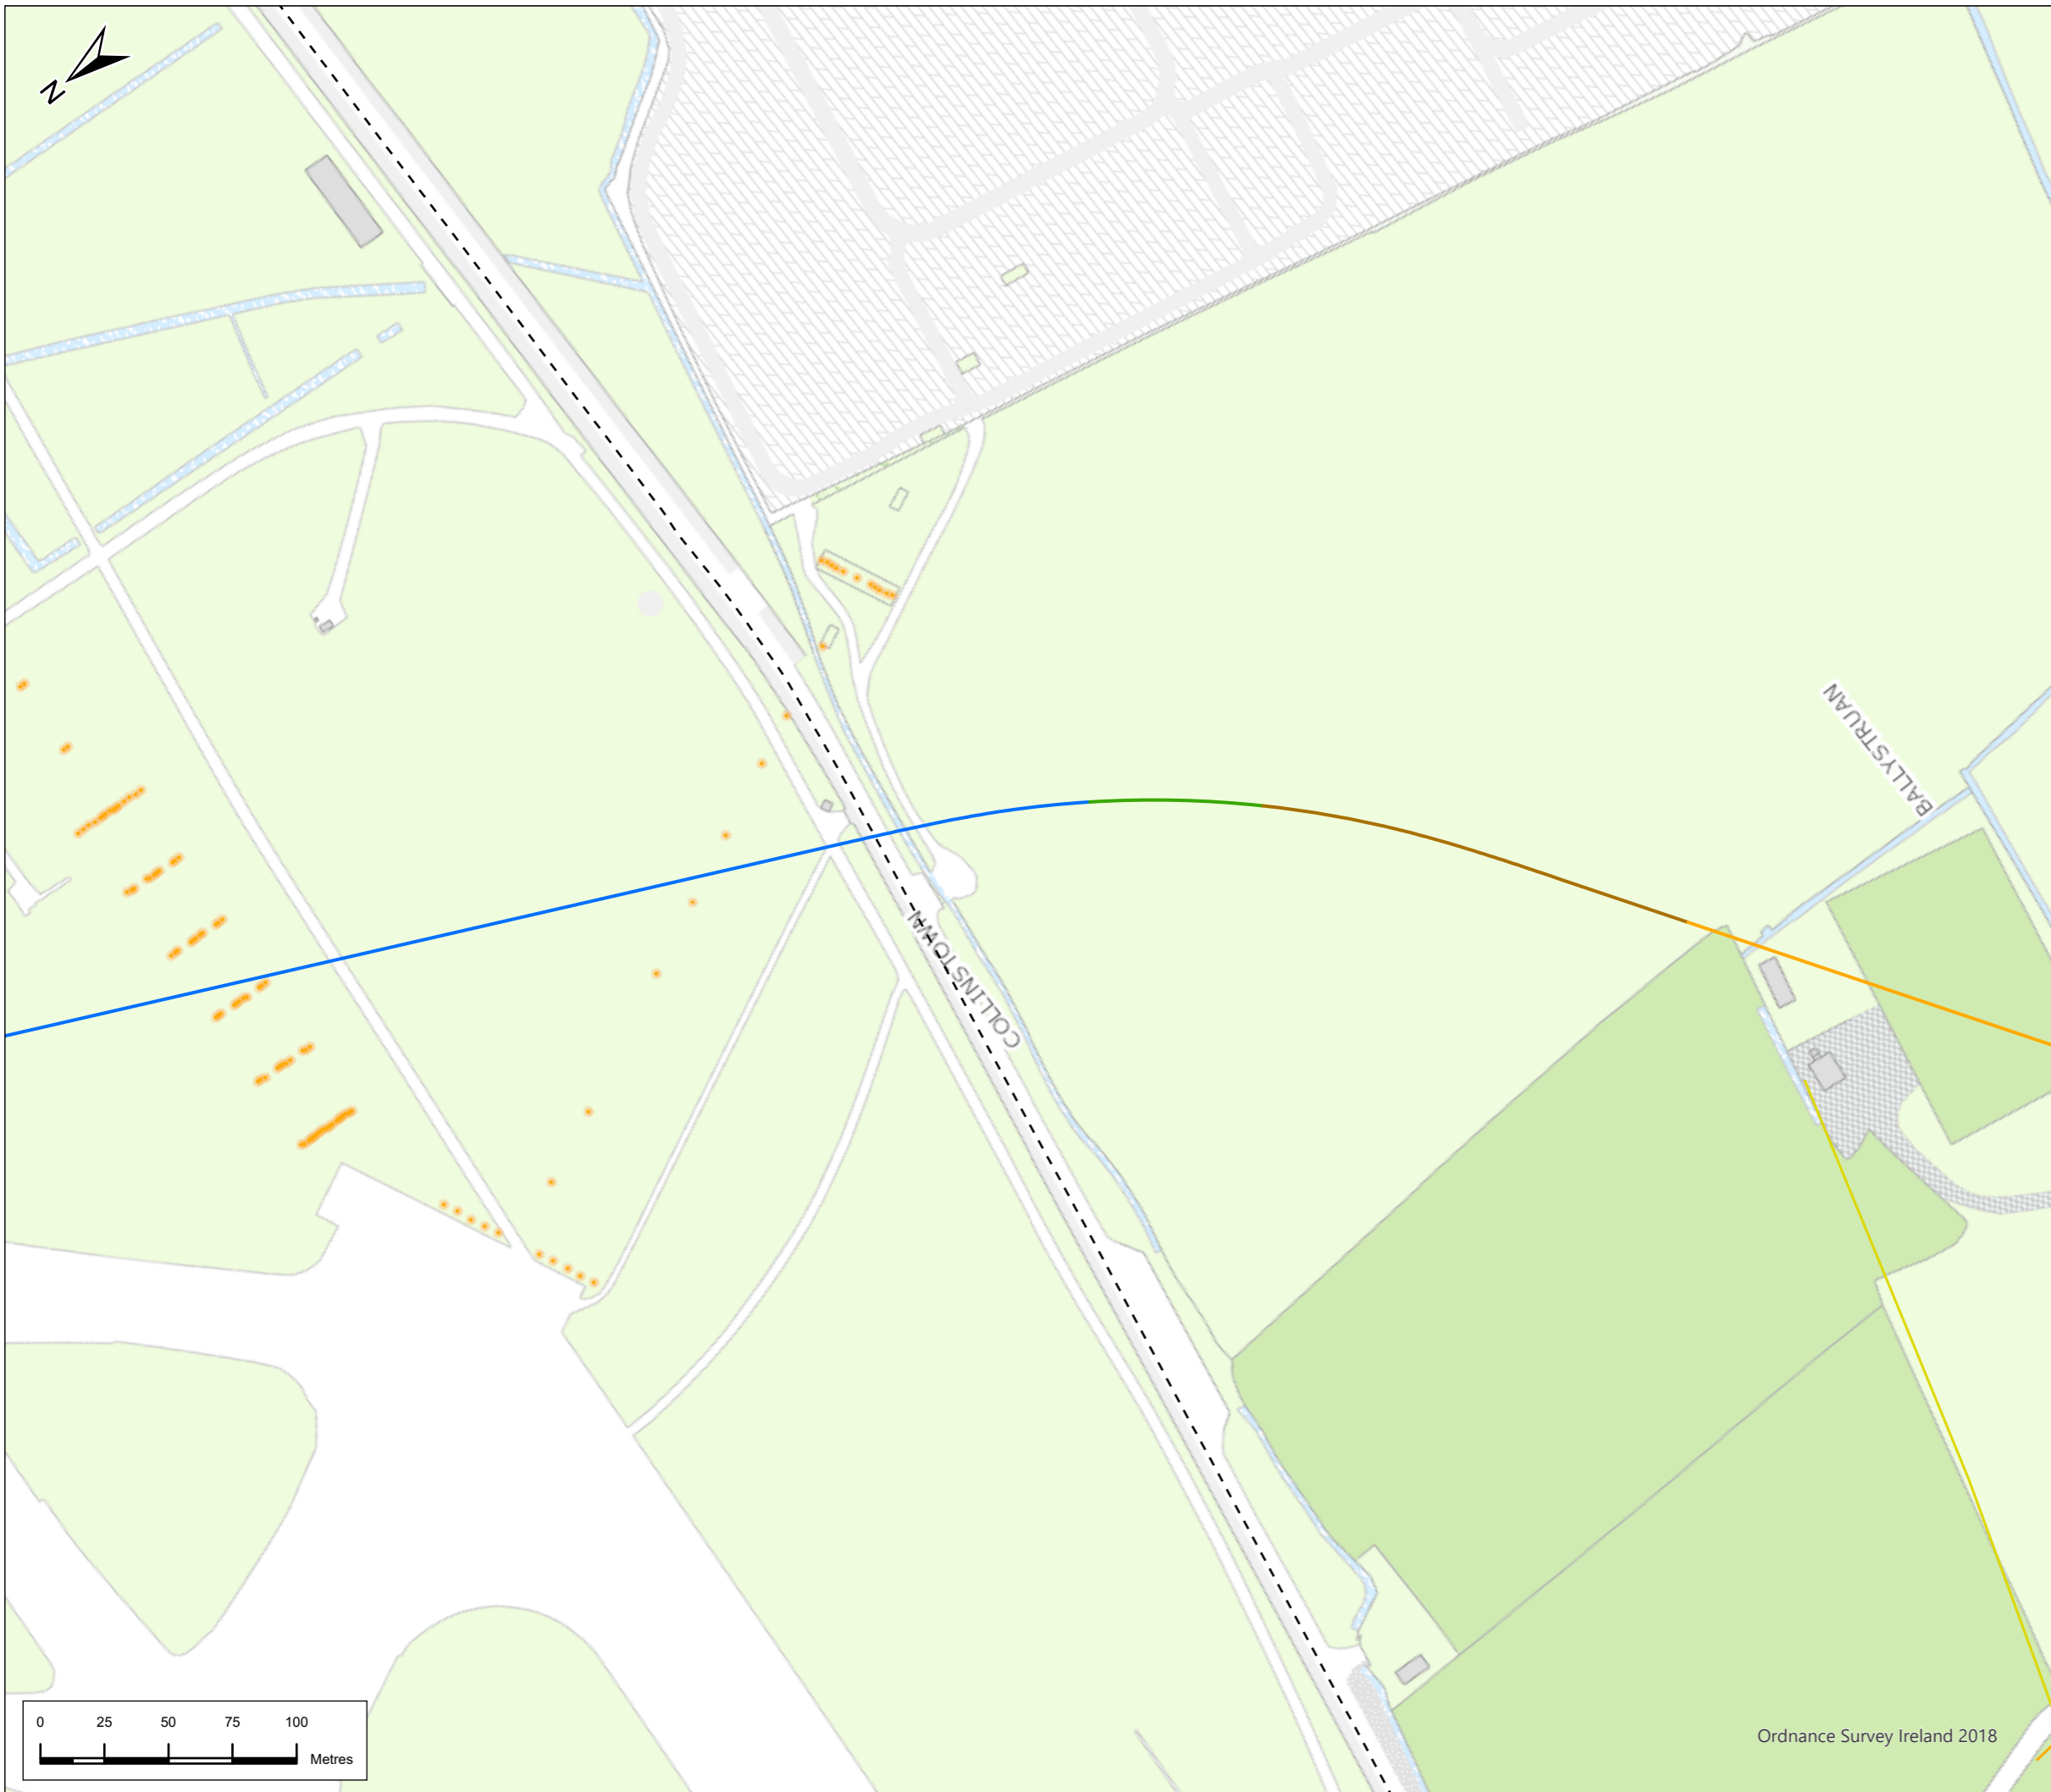 N
BALLYSTRUAN
COLLINSTOWN
0 25 50 75 100
Metres
Ordnance Survey Ireland 2018